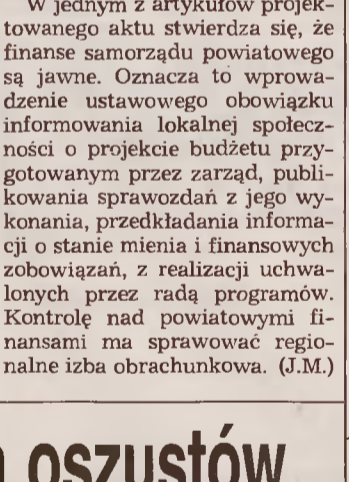 W jednym z artykułów projek-
towanego aktu stwierdza się, że
finanse samorządu powiatowego
są jawne. Oznacza to wprowa-
dzenie ustawowego obowiązku
informowania lokalnej społecz-
ności o projekcie budżetu przy-
gotowanym przez zarząd, publi-
kowania sprawozdań z jego wy-
konania, przedkładania informa-
cji o stanie mienia i finansowych
zobowiązań, z realizacji uchwa-
lonych przez radą programów.
Kontrolę nad powiatowymi fi-
nansami ma sprawować regio-
nalne izba obrachunkowa. (J.M.)
oszustów